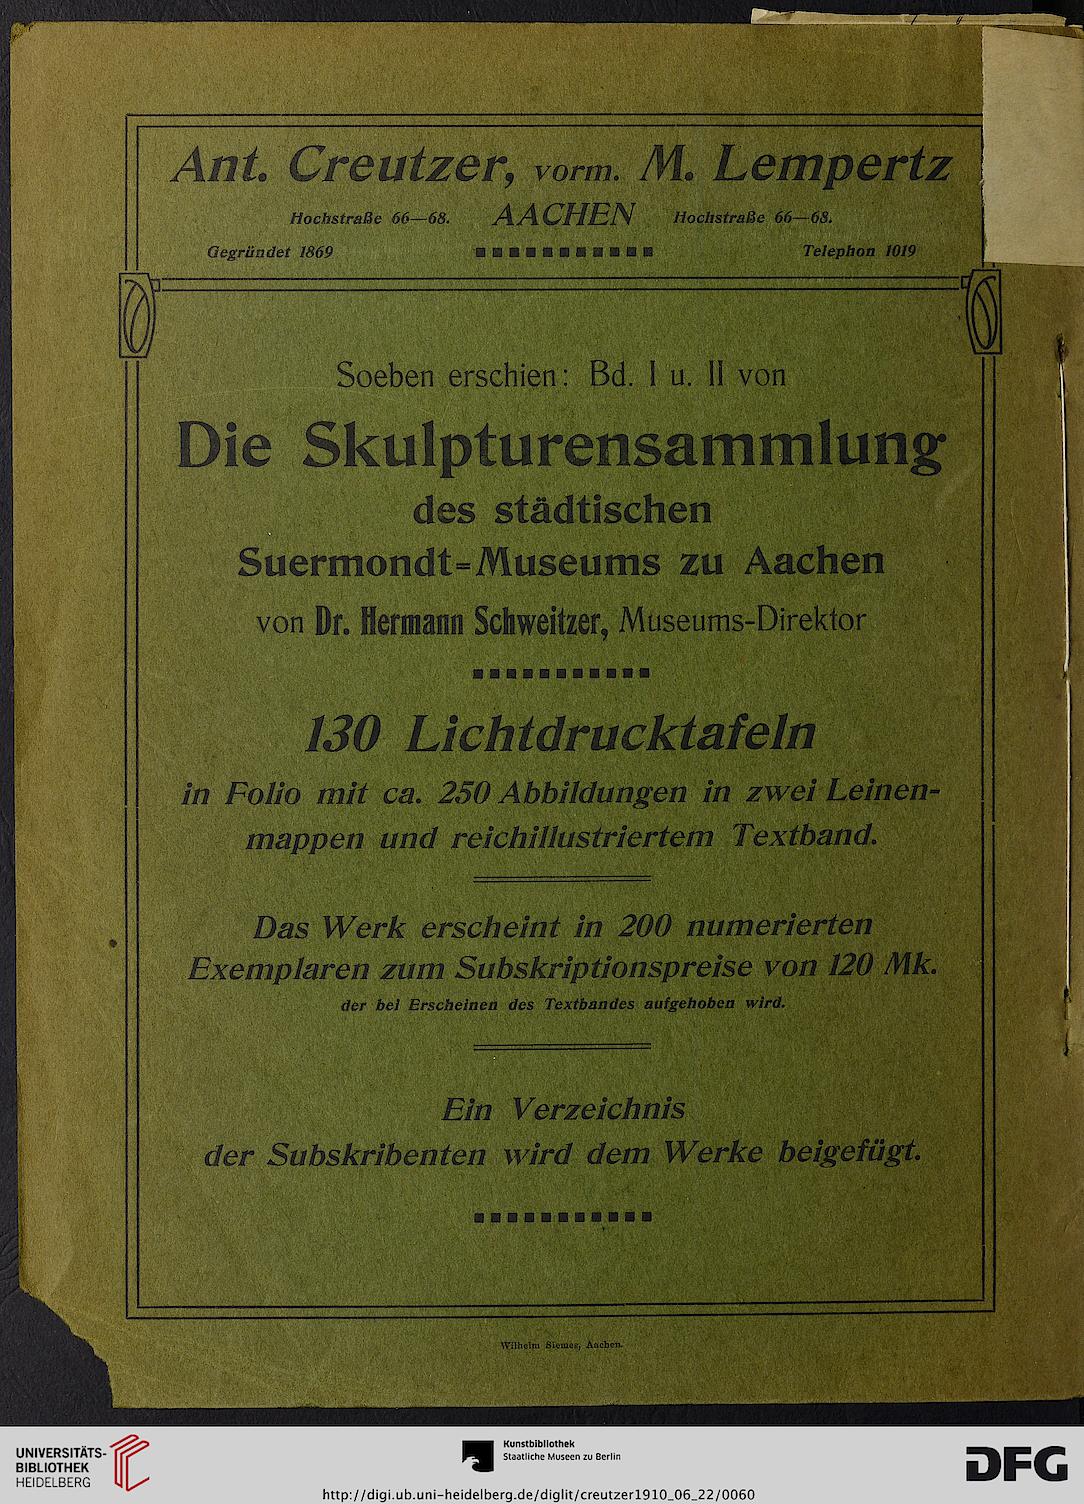 Ant. Creutzer, vorm. M. Lempertz
Hochstraße 66—68. AACHEN Hochstraße 66—68.
Gegründet 1869 Telephon 1019
Soeben erschien: Bd. I u. II von
Die Skulpturensammlung
des städtischen
Suermondt=Museums zu Aachen
von Dr. Hermann Schweitzer, Museums-Direktor
130 Lichtdrucktafeln
in Folio mit ca. 250 Abbildungen in zwei Leinen-
mappen und reichillustriertem Textband.
Das Werk erscheint in 200 numerierten
Exemplaren zum Subskriptionspreise von 120 Mk.
der bei Erscheinen des Textbandes aufgehoben wird.
Ein Verzeichnis
der Subskribenten wird dem Werke beigefügt.
Wilhelm Siemes, Aachen.
UNIVERSITÄTS-
BIBLIOTHEK
HEIDELBERG
Kunstbibliothek
Staatliche Museen zu Berlin
DFG
http://digi.ub.uni-heidelberg.de/diglit/creutzer1910_06_22/0060